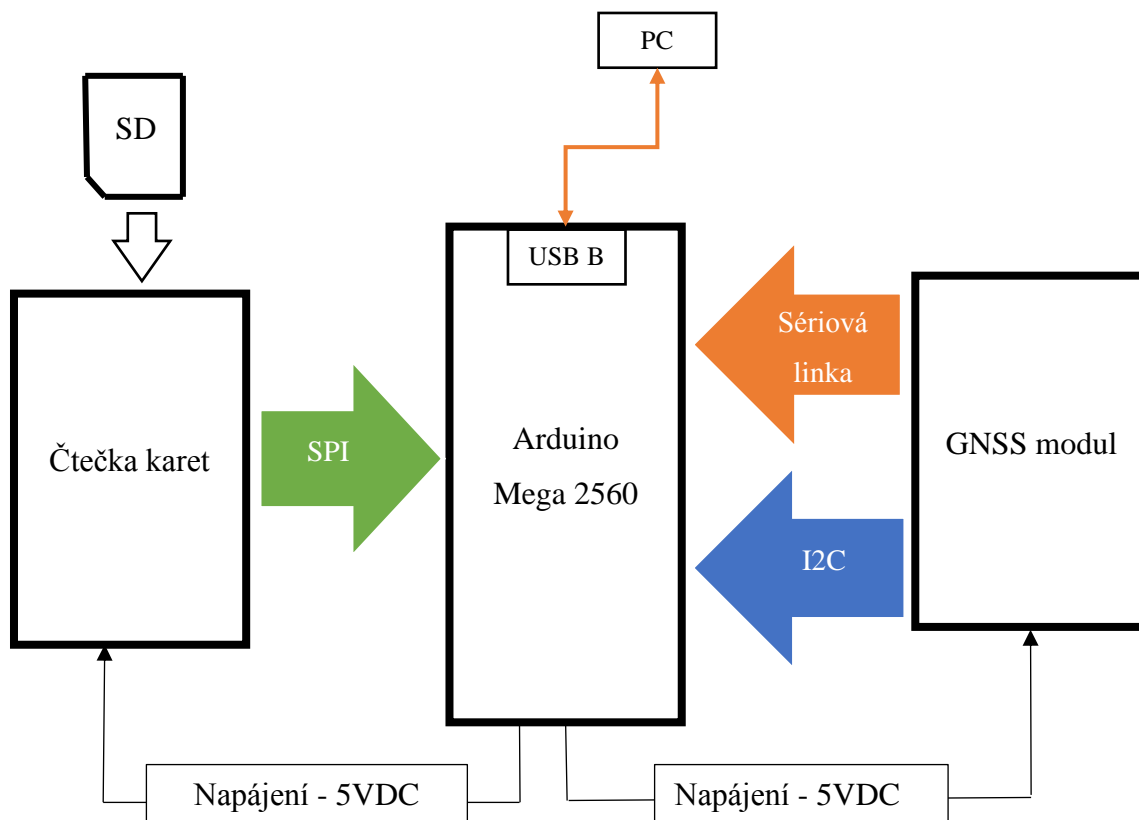 PC
SD
USB B
Sériová
linka
Čtečka karet
SPI
Arduino
Mega 2560
GNSS modul
I2C
Napájení - 5VDC
Napájení - 5VDC